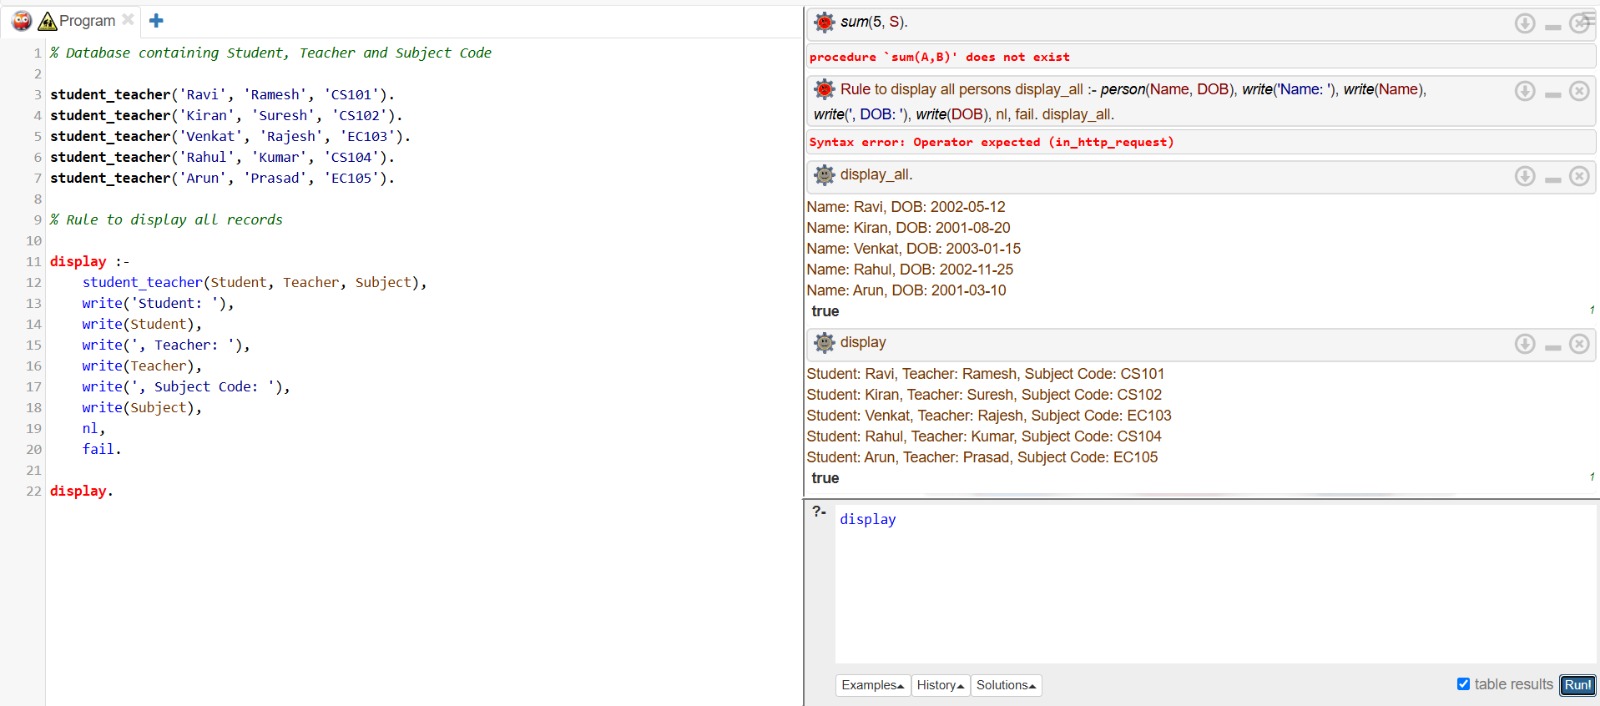 Program
1 % Database containing Student, Teacher and Subject Code
2
3 student_teacher('Ravi', 'Ramesh', 'CS101').
4 student_teacher('Kiran', 'Suresh', 'CS102').
5 student_teacher('Venkat', 'Rajesh', 'EC103').
6 student_teacher('Rahul', 'Kumar', 'CS104').
7 student_teacher('Arun', 'Prasad', 'EC105').
8
9 % Rule to display all records
10
11 display :-
12     student_teacher(Student, Teacher, Subject),
13     write('Student: '),
14     write(Student),
15     write(', Teacher: '),
16     write(Teacher),
17     write(', Subject Code: '),
18     write(Subject),
19     nl,
20     fail.
21
22 display.
sum(5, S).
procedure `sum(A,B)' does not exist
Rule to display all persons display_all :- person(Name, DOB), write('Name: '), write(Name),
write(', DOB: '), write(DOB), nl, fail. display_all.
Syntax error: Operator expected (in_http_request)
display_all.
Name: Ravi, DOB: 2002-05-12
Name: Kiran, DOB: 2001-08-20
Name: Venkat, DOB: 2003-01-15
Name: Rahul, DOB: 2002-11-25
Name: Arun, DOB: 2001-03-10
true 1
display
Student: Ravi, Teacher: Ramesh, Subject Code: CS101
Student: Kiran, Teacher: Suresh, Subject Code: CS102
Student: Venkat, Teacher: Rajesh, Subject Code: EC103
Student: Rahul, Teacher: Kumar, Subject Code: CS104
Student: Arun, Teacher: Prasad, Subject Code: EC105
true 1
?- display
Examples History Solutions table results Run!